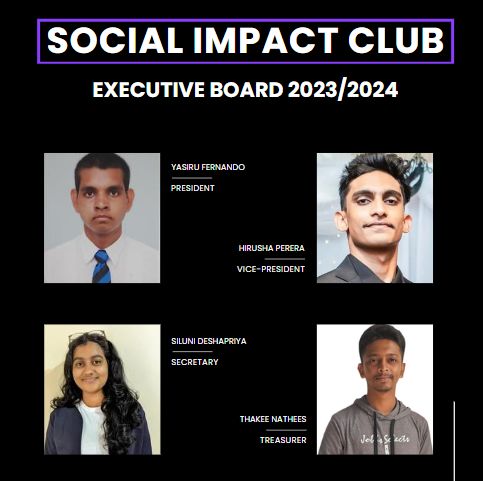 SOCIAL IMPACT CLUB
EXECUTIVE BOARD 2023/2024
YASIRU FERNANDO
PRESIDENT
HIRUSHA PERERA
VICE-PRESIDENT
SILUNI DESHAPRIYA
SECRETARY
THAKEE NATHEES
TREASURER